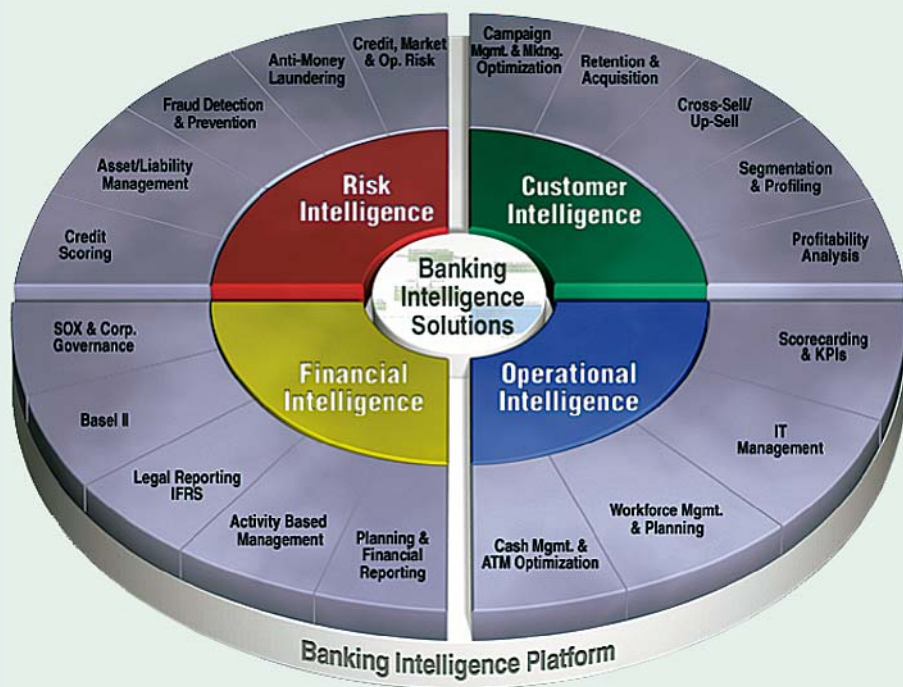 Credit, Market
& Op. Risk
Anti-Money
Laundering
Fraud Detection
& Prevention
Asset/Liability
Management
Credit
Scoring
Risk
Intelligence
Campaign
Mgmt. & Mktng.
Optimization
Retention &
Acquisition
Cross-Sell/
Up-Sell
Segmentation
& Profiling
Profitability
Analysis
Customer
Intelligence
Banking
Intelligence
Solutions
SOX & Corp.
Governance
Basel II
Legal Reporting
IFRS
Activity Based
Management
Planning &
Financial
Reporting
Financial
Intelligence
Operational
Intelligence
Scorecarding
& KPIs
IT
Management
Workforce Mgmt.
& Planning
Cash Mgmt. &
ATM Optimization
Banking Intelligence Platform